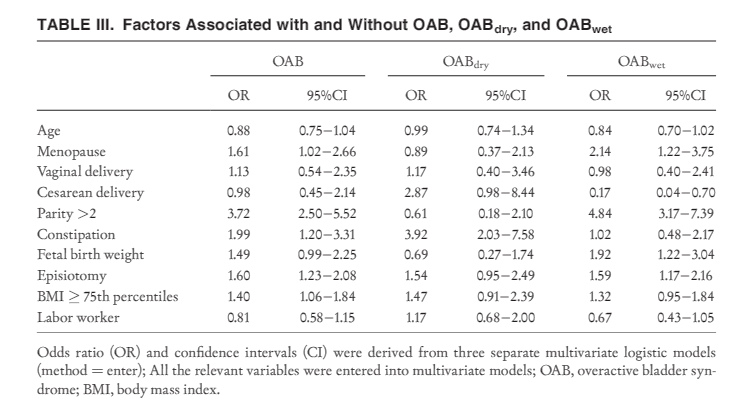 TABLE III. Factors Associated with and Without OAB, OABdry, and OABwet
OAB OABdry OABwet
OR 95%CI OR 95%CI OR 95%CI
Age 0.88 0.75–1.04 0.99 0.74–1.34 0.84 0.70–1.02
Menopause 1.61 1.02–2.66 0.89 0.37–2.13 2.14 1.22–3.75
Vaginal delivery 1.13 0.54–2.35 1.17 0.40–3.46 0.98 0.40–2.41
Cesarean delivery 0.98 0.45–2.14 2.87 0.98–8.44 0.17 0.04–0.70
Parity >2 3.72 2.50–5.52 0.61 0.18–2.10 4.84 3.17–7.39
Constipation 1.99 1.20–3.31 3.92 2.03–7.58 1.02 0.48–2.17
Fetal birth weight 1.49 0.99–2.25 0.69 0.27–1.74 1.92 1.22–3.04
Episiotomy 1.60 1.23–2.08 1.54 0.95–2.49 1.59 1.17–2.16
BMI ≥ 75th percentiles 1.40 1.06–1.84 1.47 0.91–2.39 1.32 0.95–1.84
Labor worker 0.81 0.58–1.15 1.17 0.68–2.00 0.67 0.43–1.05
Odds ratio (OR) and confidence intervals (CI) were derived from three separate multivariate logistic models
(method = enter); All the relevant variables were entered into multivariate models; OAB, overactive bladder syn-
drome; BMI, body mass index.